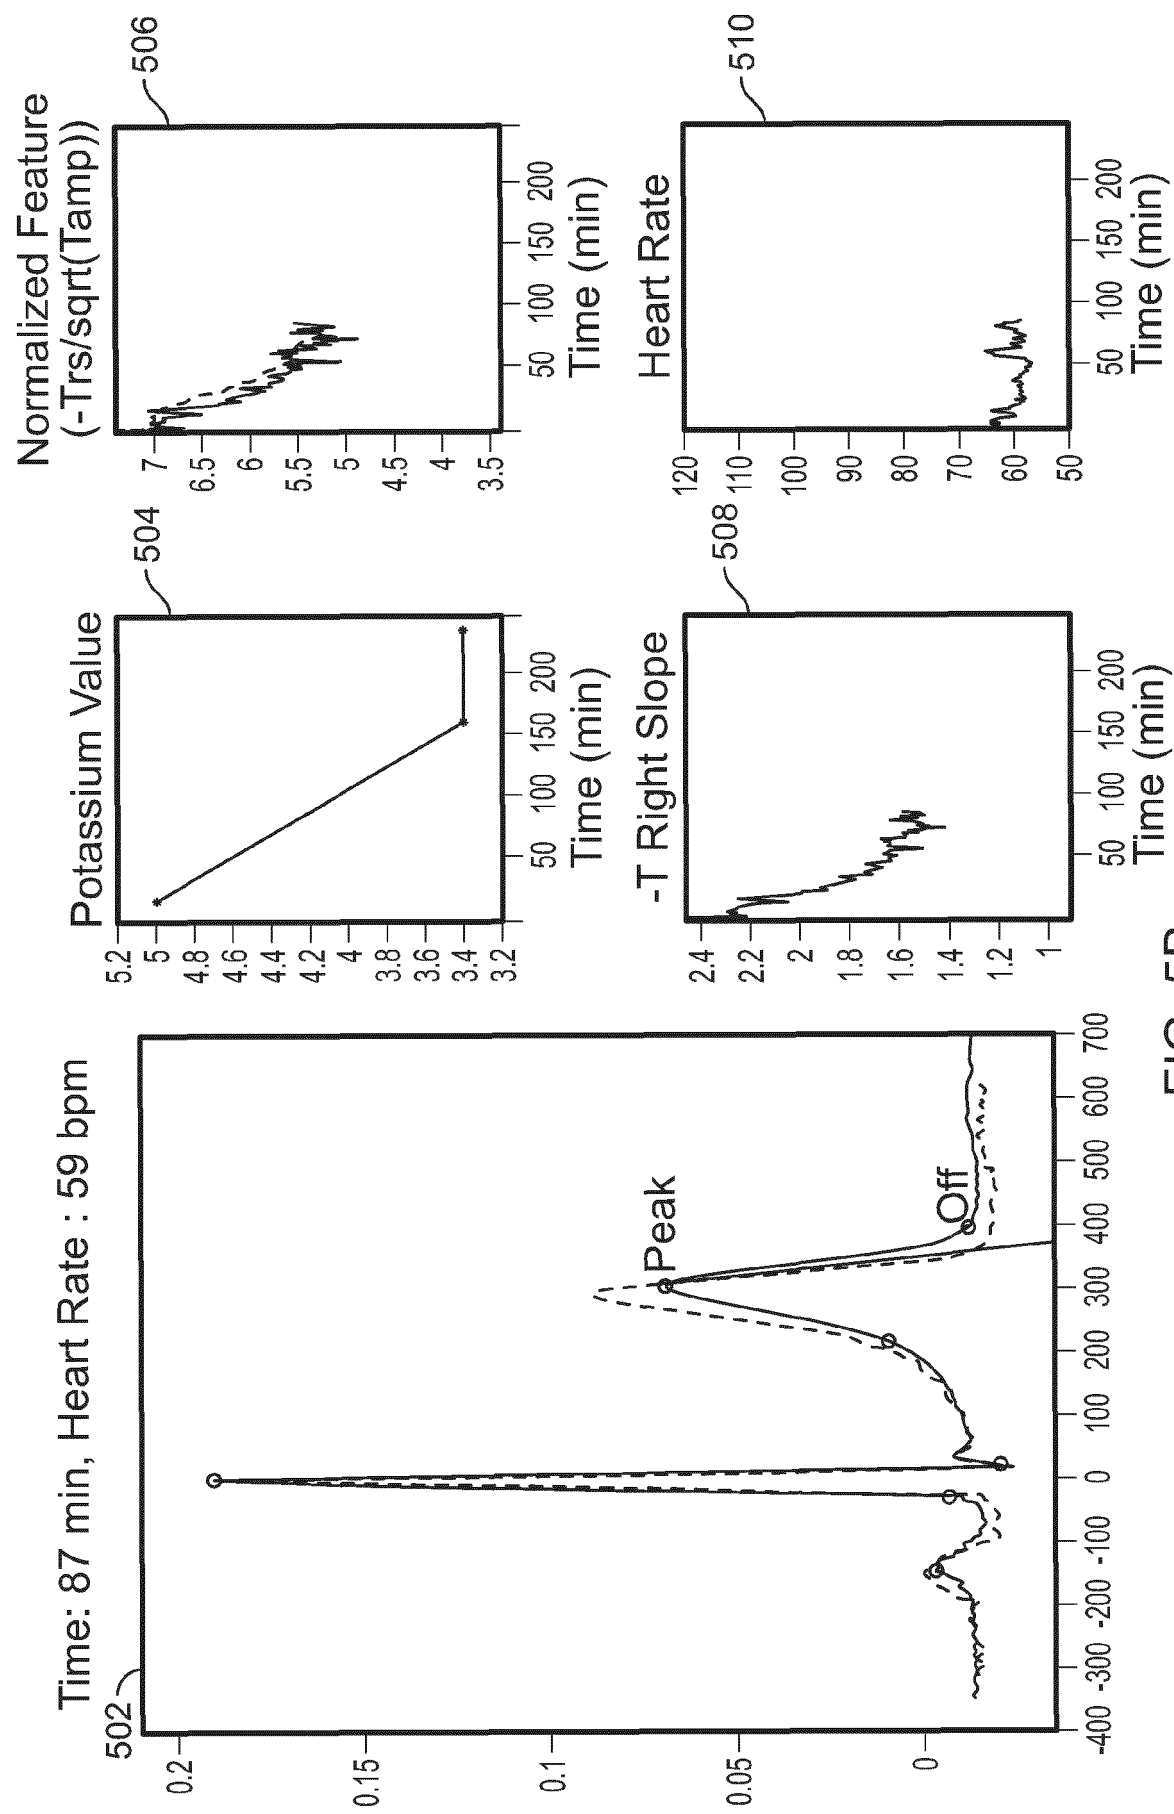 Time: 87 min, Heart Rate : 59 bpm
502
0.2
0.15
0.1
0.05
0
Peak
Off
-400 -300 -200 -100 0 100 200 300 400 500 600 700
Potassium Value
504
5.2
5
4.8
4.6
4.4
4.2
4
3.8
3.6
3.4
3.2
50 100 150 200
Time (min)
Normalized Feature
(-Trs/sqrt(Tamp))
506
7
6.5
6
5.5
5
4.5
4
3.5
50 100 150 200
Time (min)
-T Right Slope
508
2.4
2.2
2
1.8
1.6
1.4
1.2
1
50 100 150 200
Time (min)
Heart Rate
510
120
110
100
90
80
70
60
50
50 100 150 200
Time (min)